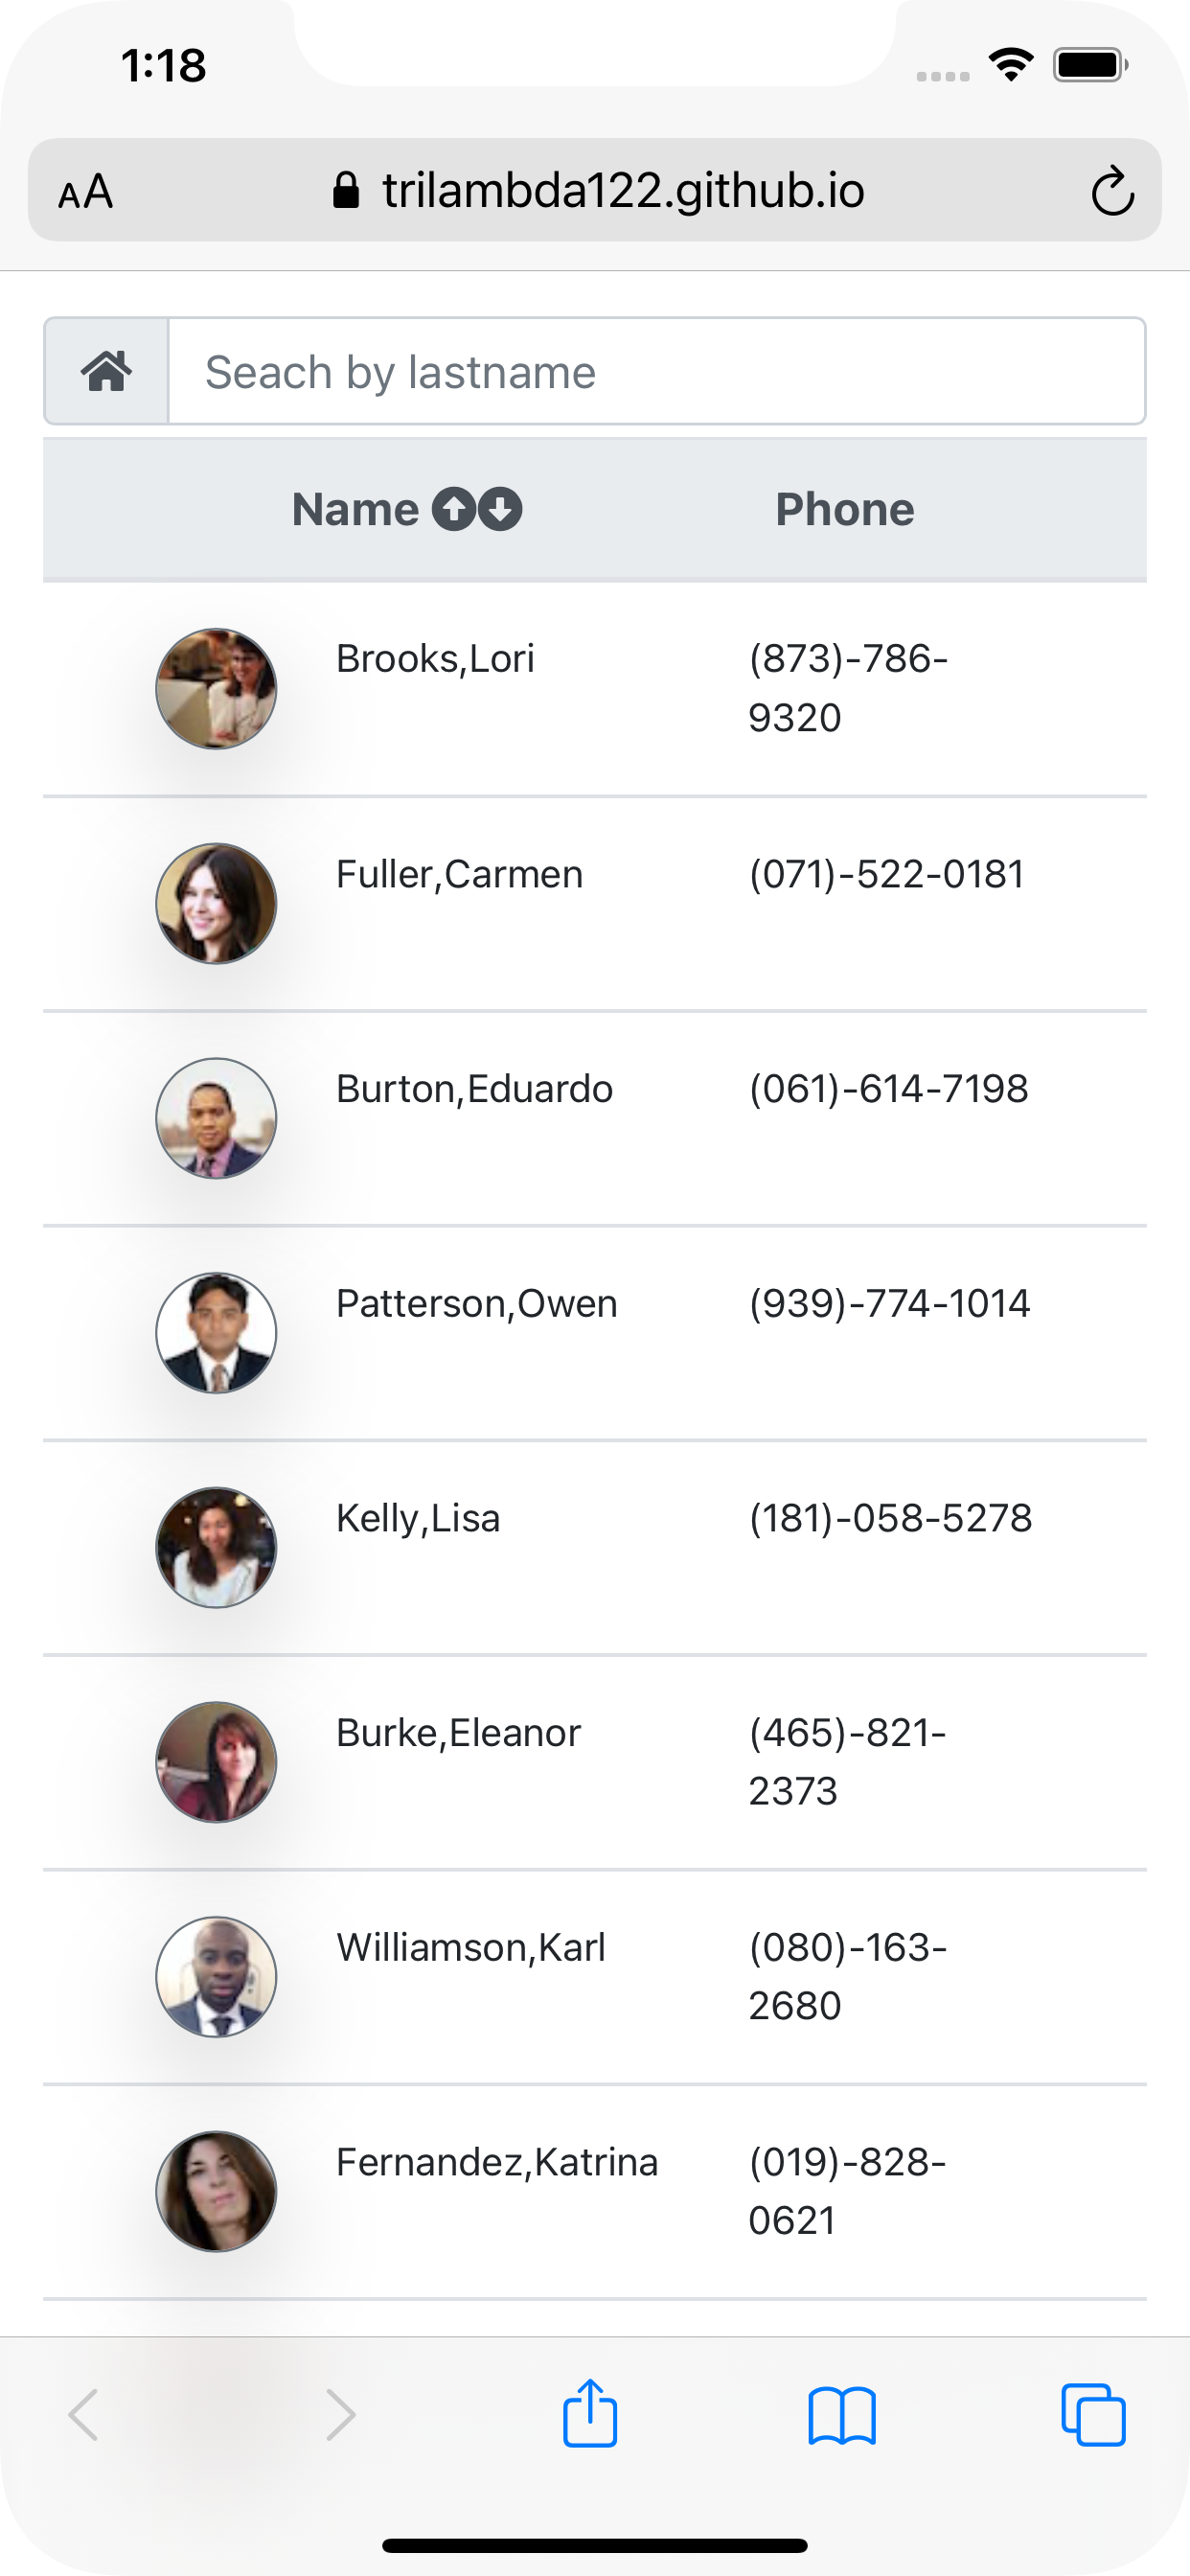 1:18
AA trilambda122.github.io
Seach by lastname
Name Phone
Brooks,Lori (873)-786-
9320
Fuller,Carmen (071)-522-0181
Burton,Eduardo (061)-614-7198
Patterson,Owen (939)-774-1014
Kelly,Lisa (181)-058-5278
Burke,Eleanor (465)-821-
2373
Williamson,Karl (080)-163-
2680
Fernandez,Katrina (019)-828-
0621